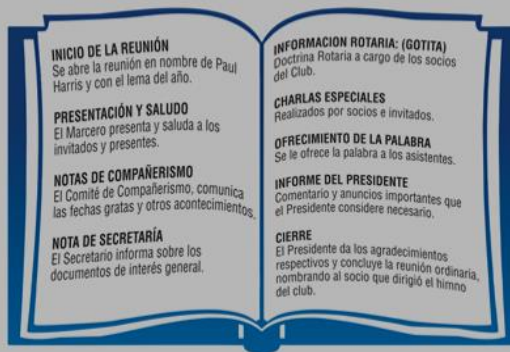 INICIO DE LA REUNIÓN
Se abre la reunión en nombre de Paul
Harris y con el lema del año.
PRESENTACIÓN Y SALUDO
El Marcero presenta y saluda a los
invitados y presentes.
NOTAS DE COMPAÑERISMO
El Comité de Compañerismo, comunica
las fechas gratas y otros acontecimientos.
NOTA DE SECRETARÍA
El Secretario informa sobre los
documentos de interés general.
INFORMACION ROTARIA: (GOTITA)
Doctrina Rotaria a cargo de los socios
del Club.
CHARLAS ESPECIALES
Realizados por socios e invitados.
OFRECIMIENTO DE LA PALABRA
Se le ofrece la palabra a los asistentes.
INFORME DEL PRESIDENTE
Comentario y anuncios importantes que
el Presidente considere necesario.
CIERRE
El Presidente da los agradecimientos
respectivos y concluye la reunión ordinaria,
nombrando al socio que dirigió el himno
del club.